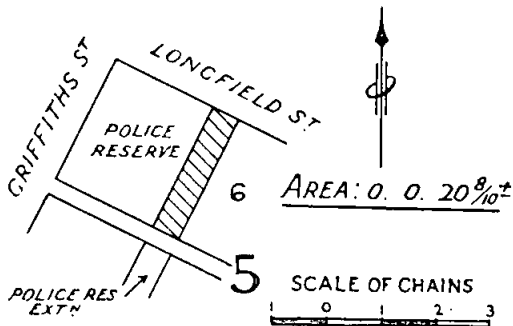 GRIFFITHS ST
LONGFIELD ST.
POLICE
RESERVE
6
AREA: 0. 0. 20 8/10 ±
5
POLICE RES
EXTN
SCALE OF CHAINS
1 0 1 2 3